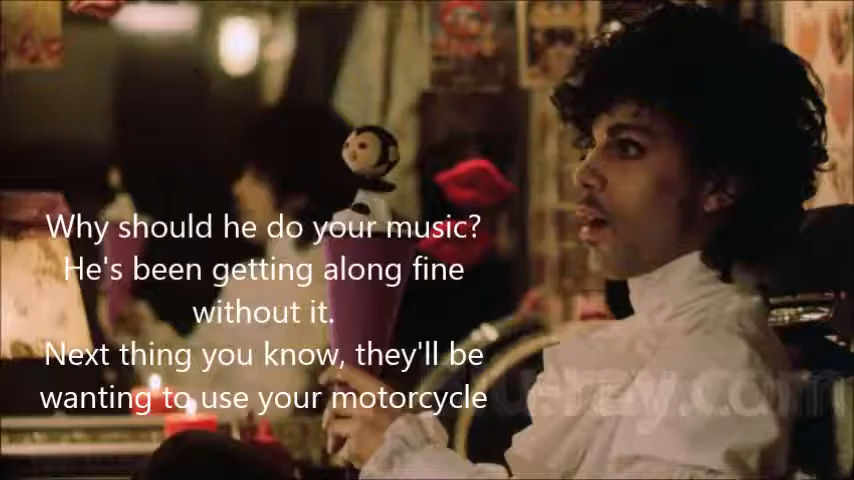 Why should he do your music?
He's been getting along fine
without it.
Next thing you know, they'll be
wanting to use your motorcycle